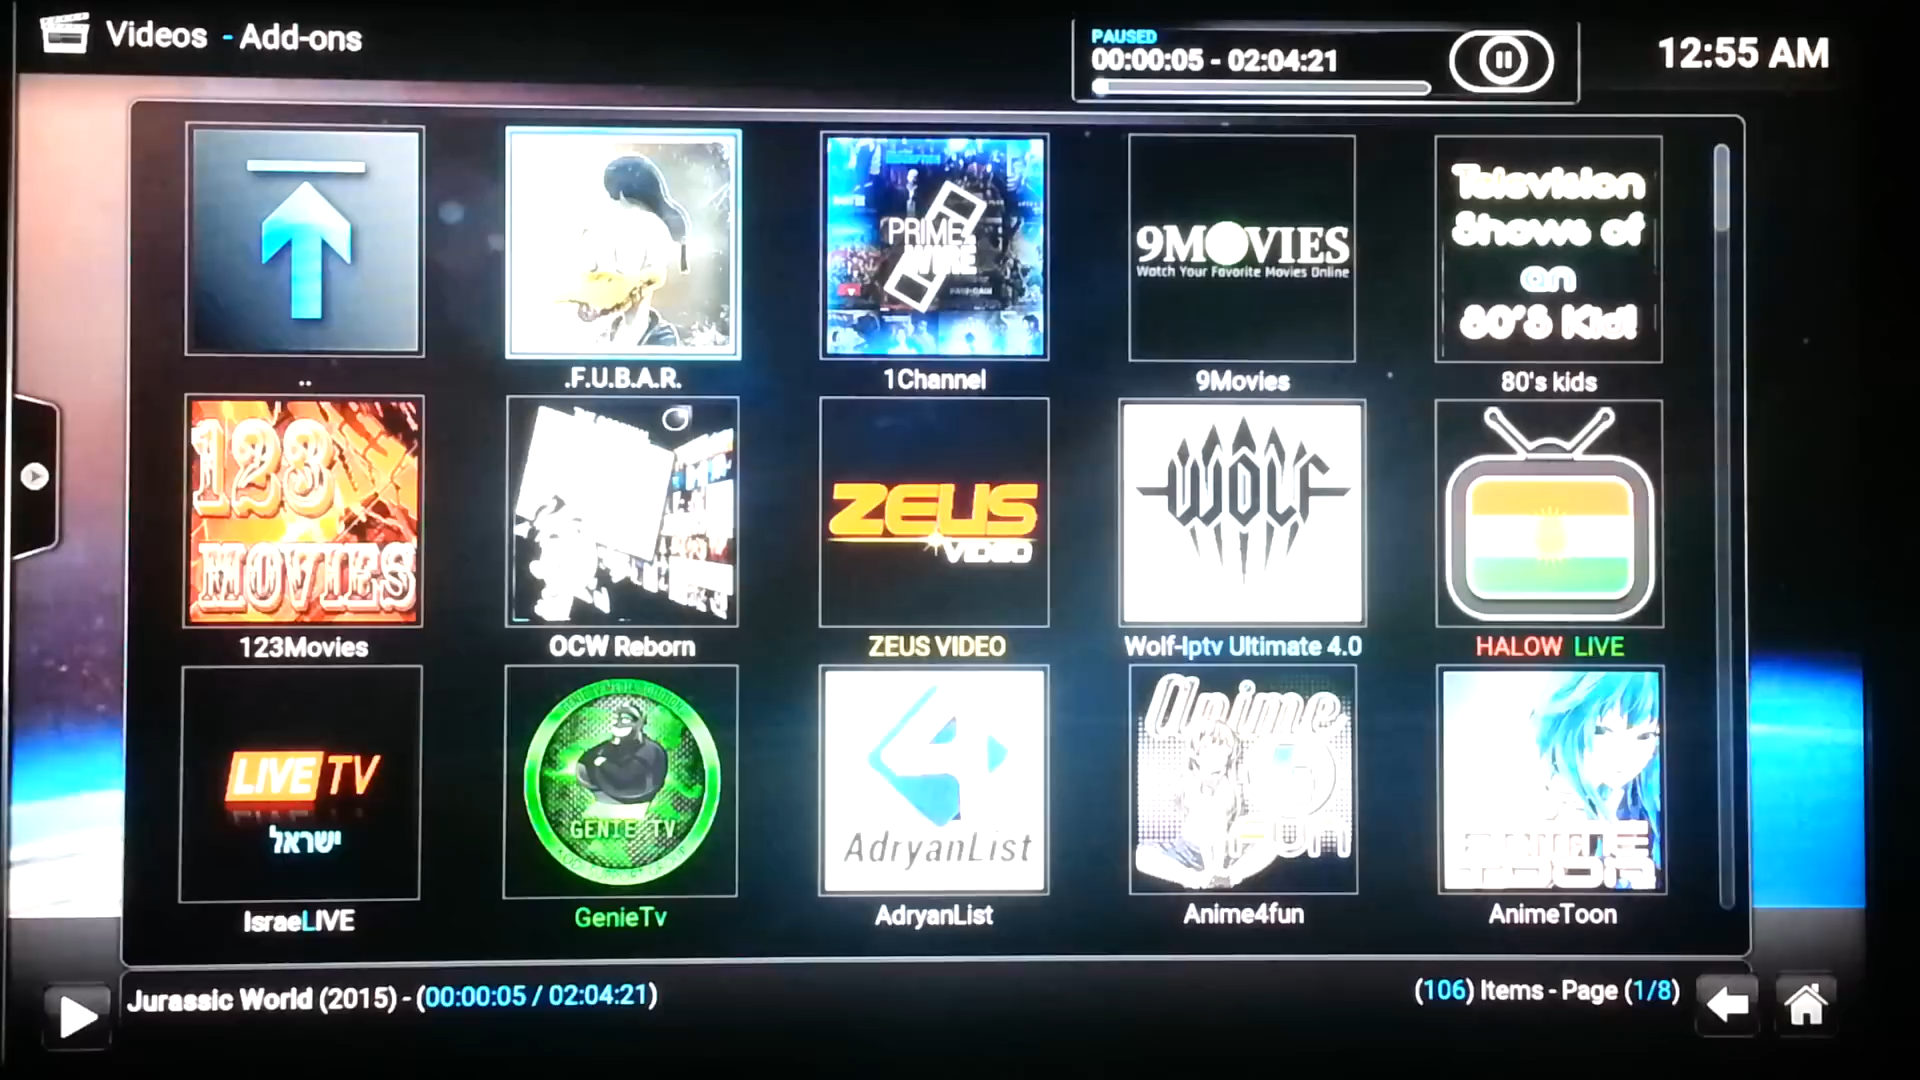 Videos - Add-ons
PAUSED
00:00:05 - 02:04:21
12:55 AM
PRIME
WIRE
9MOVIES
Watch Your Favorite Movies Online
Television
Shows of
an
80'S Kid!
..
.F.U.B.A.R.
1Channel
9Movies
80's kids
123
MOVIES
ZEUS
VIDEO
WOLF
123Movies
OCW Reborn
ZEUS VIDEO
Wolf-Iptv Ultimate 4.0
HALOW LIVE
LIVE TV
ישראל
GENIE TV
4
AdryanList
Anime
IsraeLIVE
GenieTv
AdryanList
Anime4fun
AnimeToon
Jurassic World (2015) - (00:00:05 / 02:04:21)
(106) Items - Page (1/8)